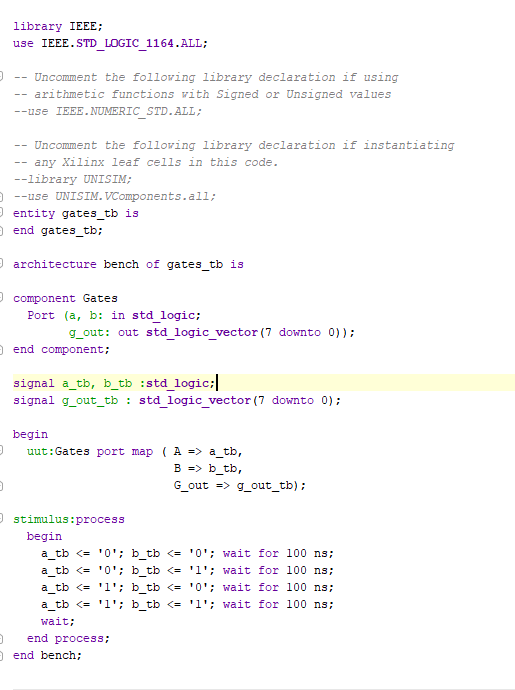 library IEEE;
use IEEE.STD_LOGIC_1164.ALL;
-- Uncomment the following library declaration if using
-- arithmetic functions with Signed or Unsigned values
--use IEEE.NUMERIC_STD.ALL;
-- Uncomment the following library declaration if instantiating
-- any Xilinx leaf cells in this code.
--library UNISIM;
--use UNISIM.VComponents.all;
entity gates_tb is
end gates_tb;
architecture bench of gates_tb is
component Gates
Port (a, b: in std_logic;
g_out: out std_logic_vector(7 downto 0));
end component;
signal a_tb, b_tb :std_logic;
signal g_out_tb : std_logic_vector(7 downto 0);
begin
uut:Gates port map ( A => a_tb,
B => b_tb,
G_out => g_out_tb);
stimulus:process
begin
a_tb <= '0'; b_tb <= '0'; wait for 100 ns;
a_tb <= '0'; b_tb <= '1'; wait for 100 ns;
a_tb <= '1'; b_tb <= '0'; wait for 100 ns;
a_tb <= '1'; b_tb <= '1'; wait for 100 ns;
wait;
end process;
end bench;